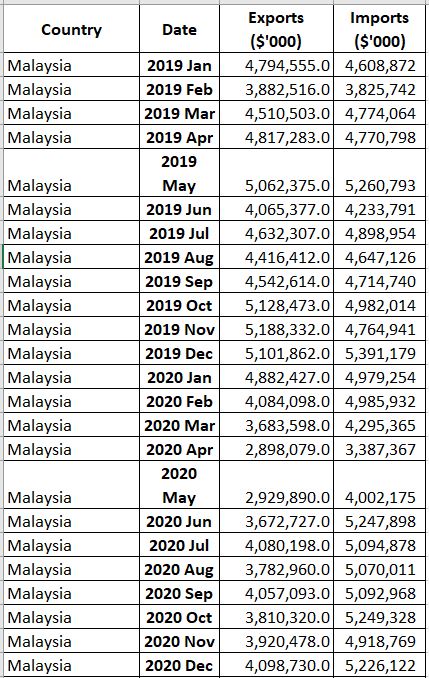 Country Date Exports ($'000) Imports ($'000)
Malaysia 2019 Jan 4,794,555.0 4,608,872
Malaysia 2019 Feb 3,882,516.0 3,825,742
Malaysia 2019 Mar 4,510,503.0 4,774,064
Malaysia 2019 Apr 4,817,283.0 4,770,798
Malaysia 2019 May 5,062,375.0 5,260,793
Malaysia 2019 Jun 4,065,377.0 4,233,791
Malaysia 2019 Jul 4,632,307.0 4,898,954
Malaysia 2019 Aug 4,416,412.0 4,647,126
Malaysia 2019 Sep 4,542,614.0 4,714,740
Malaysia 2019 Oct 5,128,473.0 4,982,014
Malaysia 2019 Nov 5,188,332.0 4,764,941
Malaysia 2019 Dec 5,101,862.0 5,391,179
Malaysia 2020 Jan 4,882,427.0 4,979,254
Malaysia 2020 Feb 4,084,098.0 4,985,932
Malaysia 2020 Mar 3,683,598.0 4,295,365
Malaysia 2020 Apr 2,898,079.0 3,387,367
Malaysia 2020 May 2,929,890.0 4,002,175
Malaysia 2020 Jun 3,672,727.0 5,247,898
Malaysia 2020 Jul 4,080,198.0 5,094,878
Malaysia 2020 Aug 3,782,960.0 5,070,011
Malaysia 2020 Sep 4,057,093.0 5,092,968
Malaysia 2020 Oct 3,810,320.0 5,249,328
Malaysia 2020 Nov 3,920,478.0 4,918,769
Malaysia 2020 Dec 4,098,730.0 5,226,122